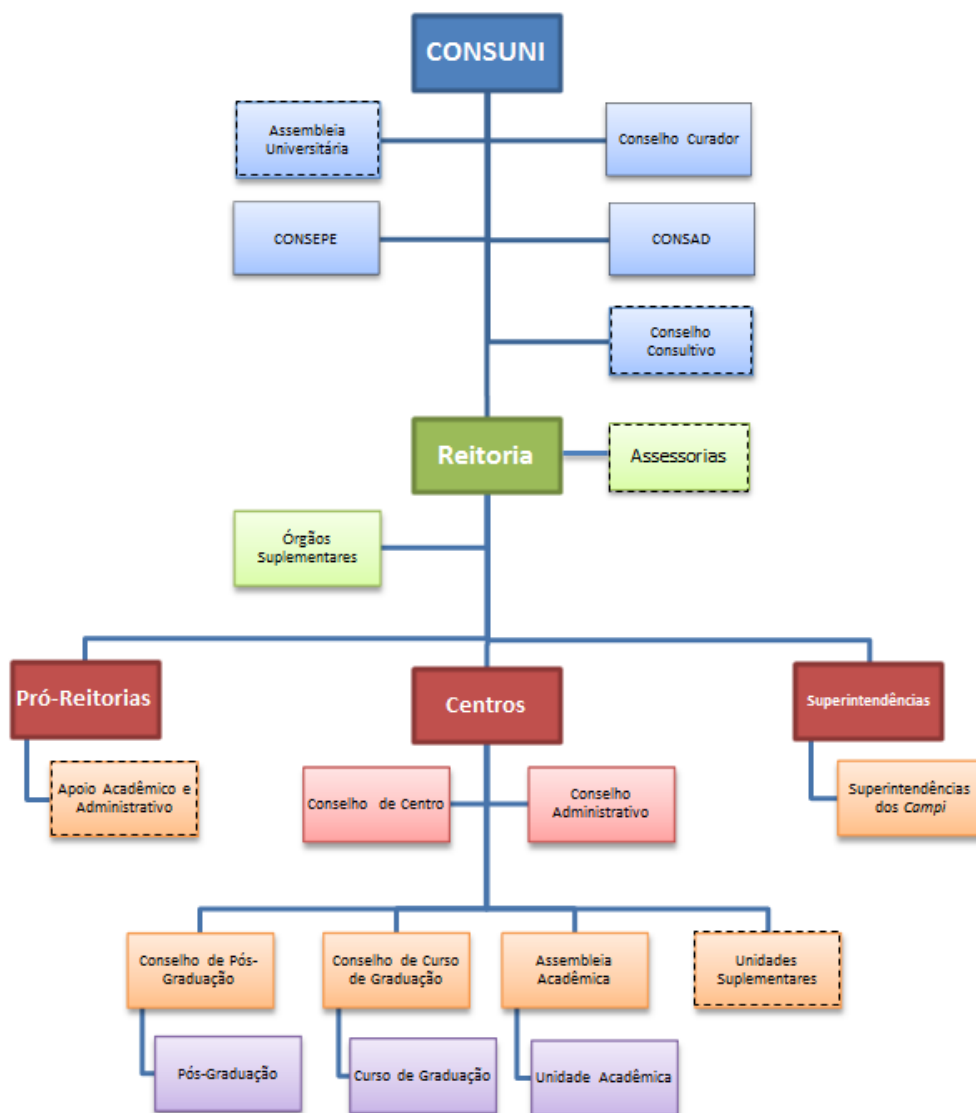 CONSUNI
Assembleia
Universitária
Conselho Curador
CONSEPE
CONSAD
Conselho
Consultivo
Reitoria
Assessorias
Órgãos
Suplementares
Pró-Reitorias
Centros
Superintendências
Apoio Acadêmico e
Administrativo
Conselho de Centro
Conselho
Administrativo
Superintendências
dos Campi
Conselho de Pós-
Graduação
Conselho de Curso
de Graduação
Assembleia
Acadêmica
Unidades
Suplementares
Pós-Graduação
Curso de Graduação
Unidade Acadêmica